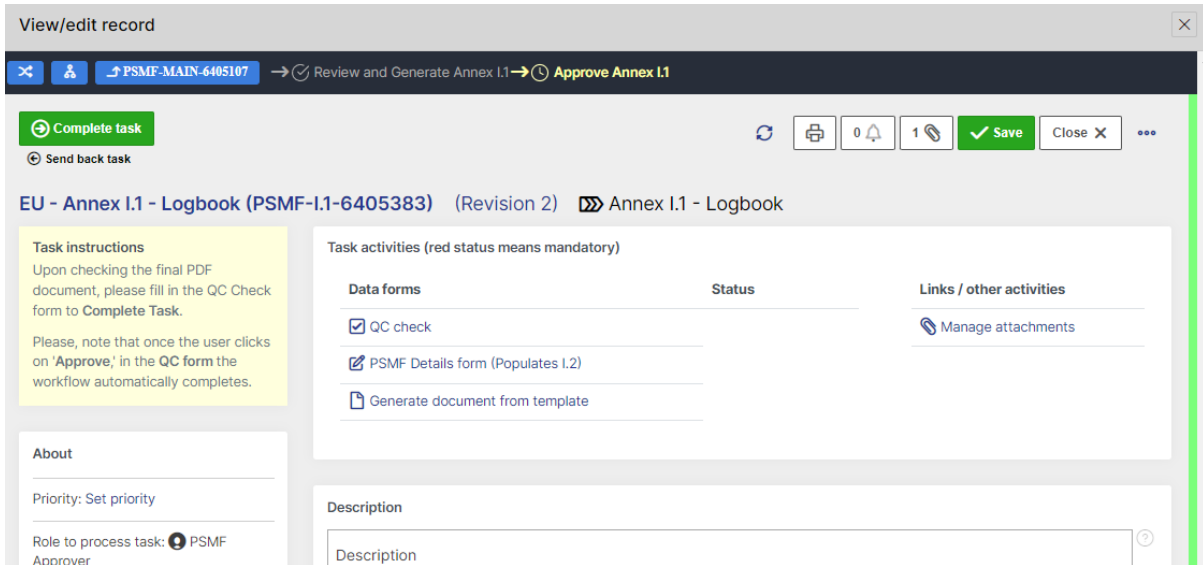 View/edit record
PSMF-MAIN-6405107 Review and Generate Annex I.1 Approve Annex I.1
Complete task
0 1 Save Close X
Send back task
EU - Annex I.1 - Logbook (PSMF-I.1-6405383) (Revision 2) Annex I.1 - Logbook
Task instructions
Upon checking the final PDF
document, please fill in the QC Check
form to Complete Task.
Please, note that once the user clicks
on 'Approve,' in the QC form the
workflow automatically completes.
Task activities (red status means mandatory)
Data forms Status Links / other activities
QC check Manage attachments
PSMF Details form (Populates I.2)
Generate document from template
About
Priority: Set priority
Role to process task: PSMF
Approver
Description
Description